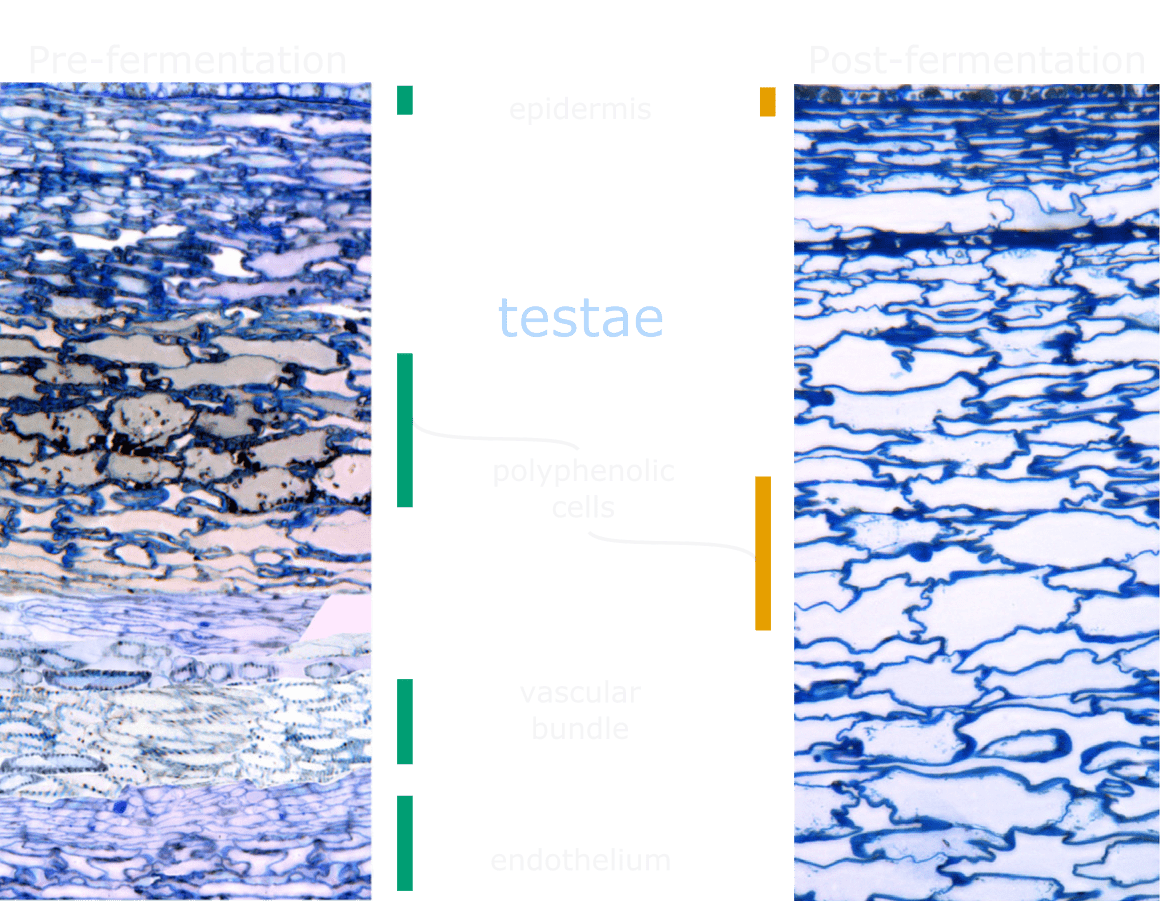 Pre-fermentation
Post-fermentation
epidermis
testae
polyphenolic
cells
vascular
bundle
endothelium